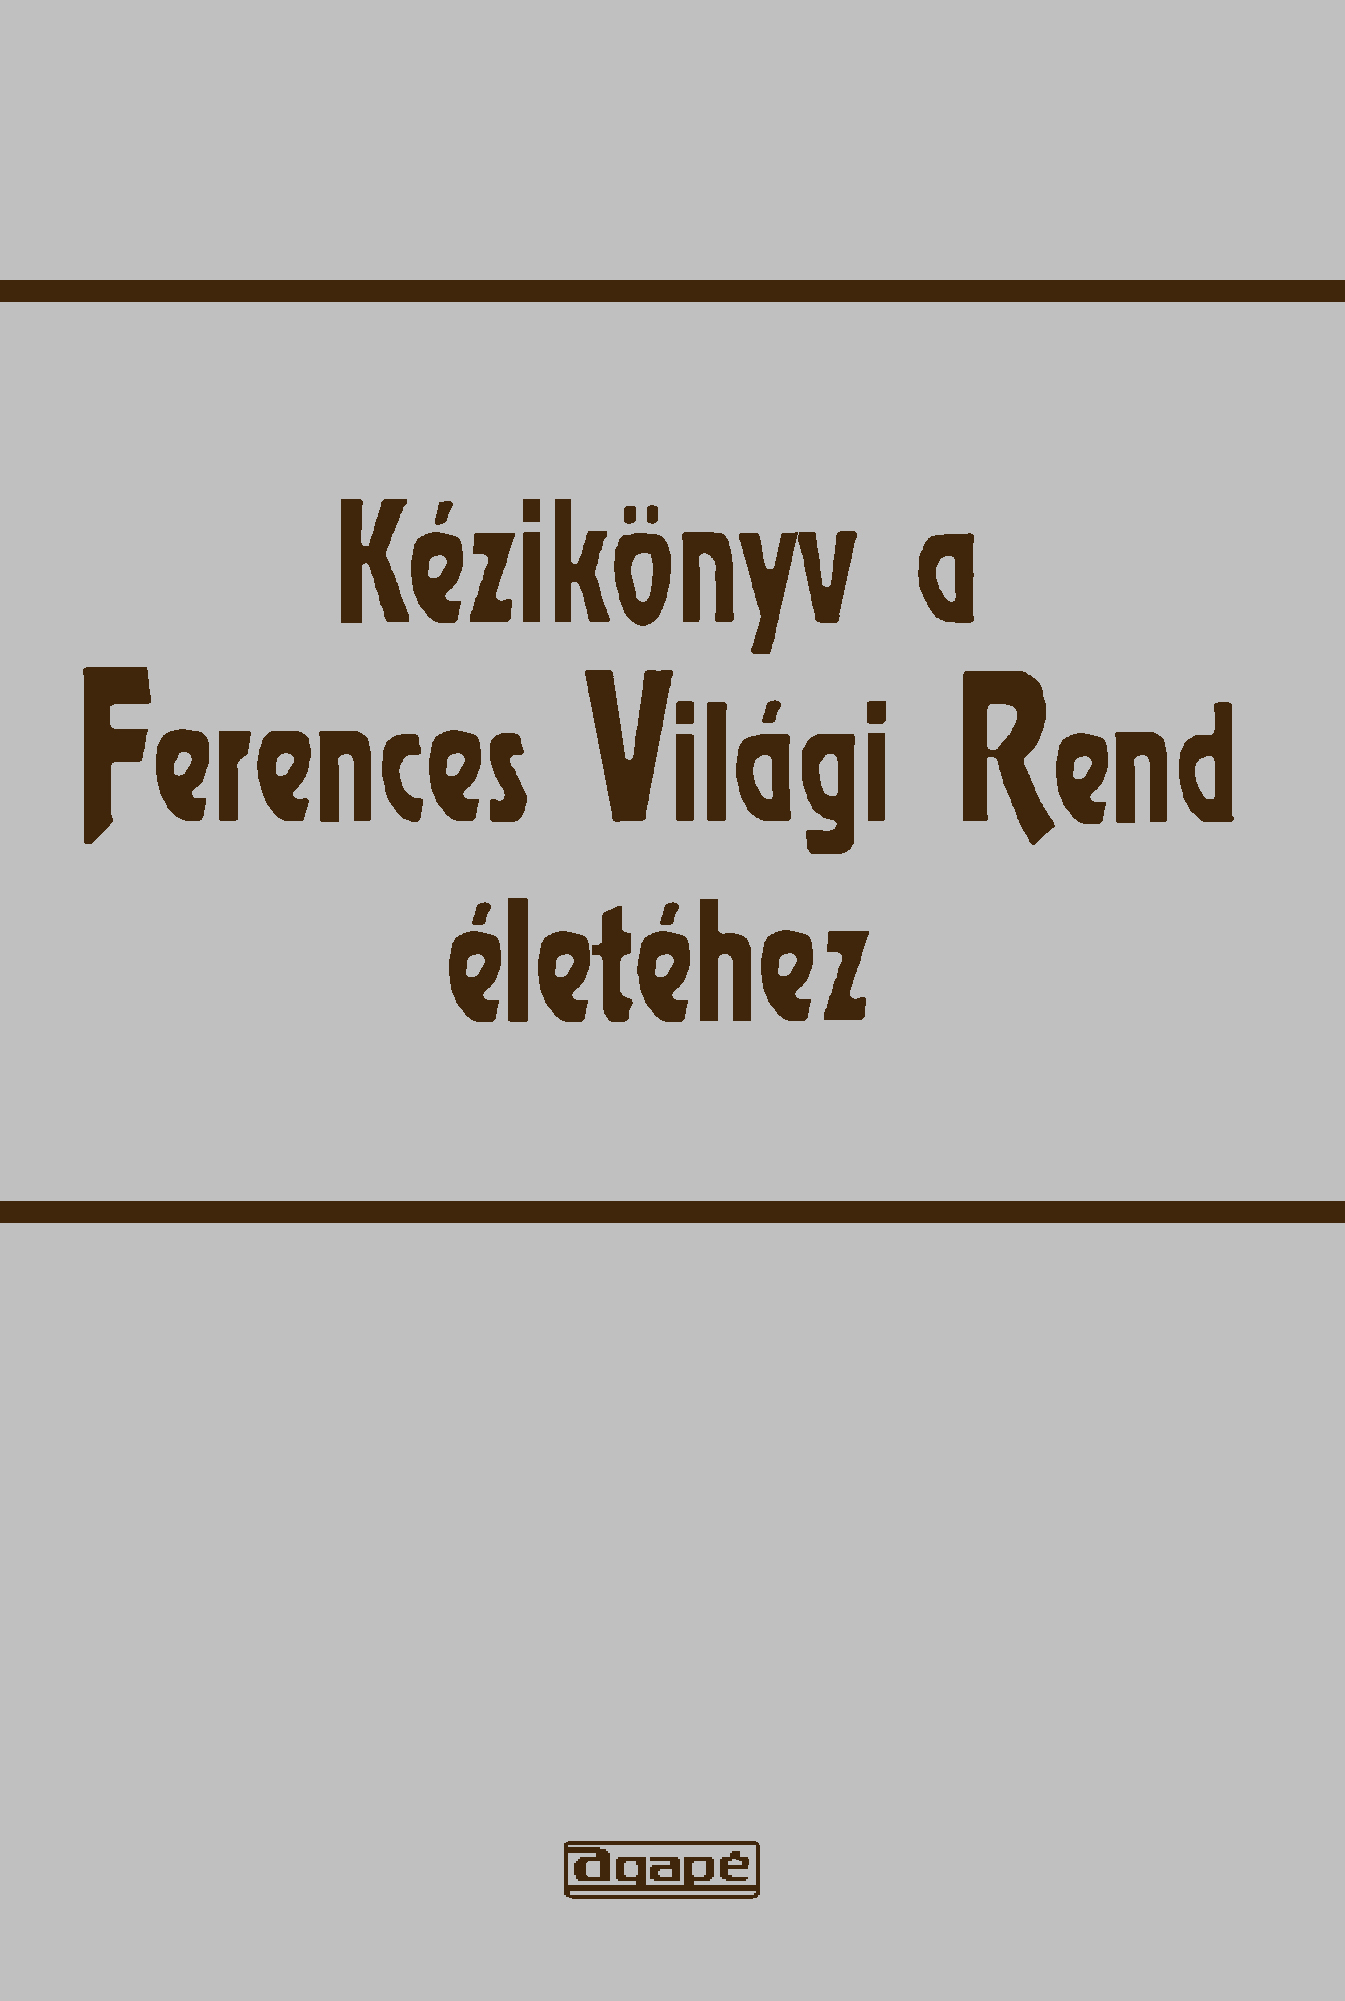 Kézikönyv a
Ferences Világi Rend
életéhez
agapé